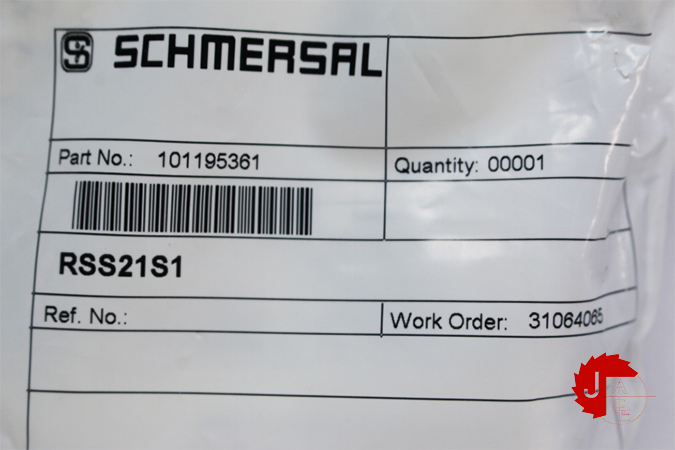 SCHMERSAL
Part No.: 101195361
Quantity: 00001
RSS21S1
Ref. No.:
Work Order: 31064065
J